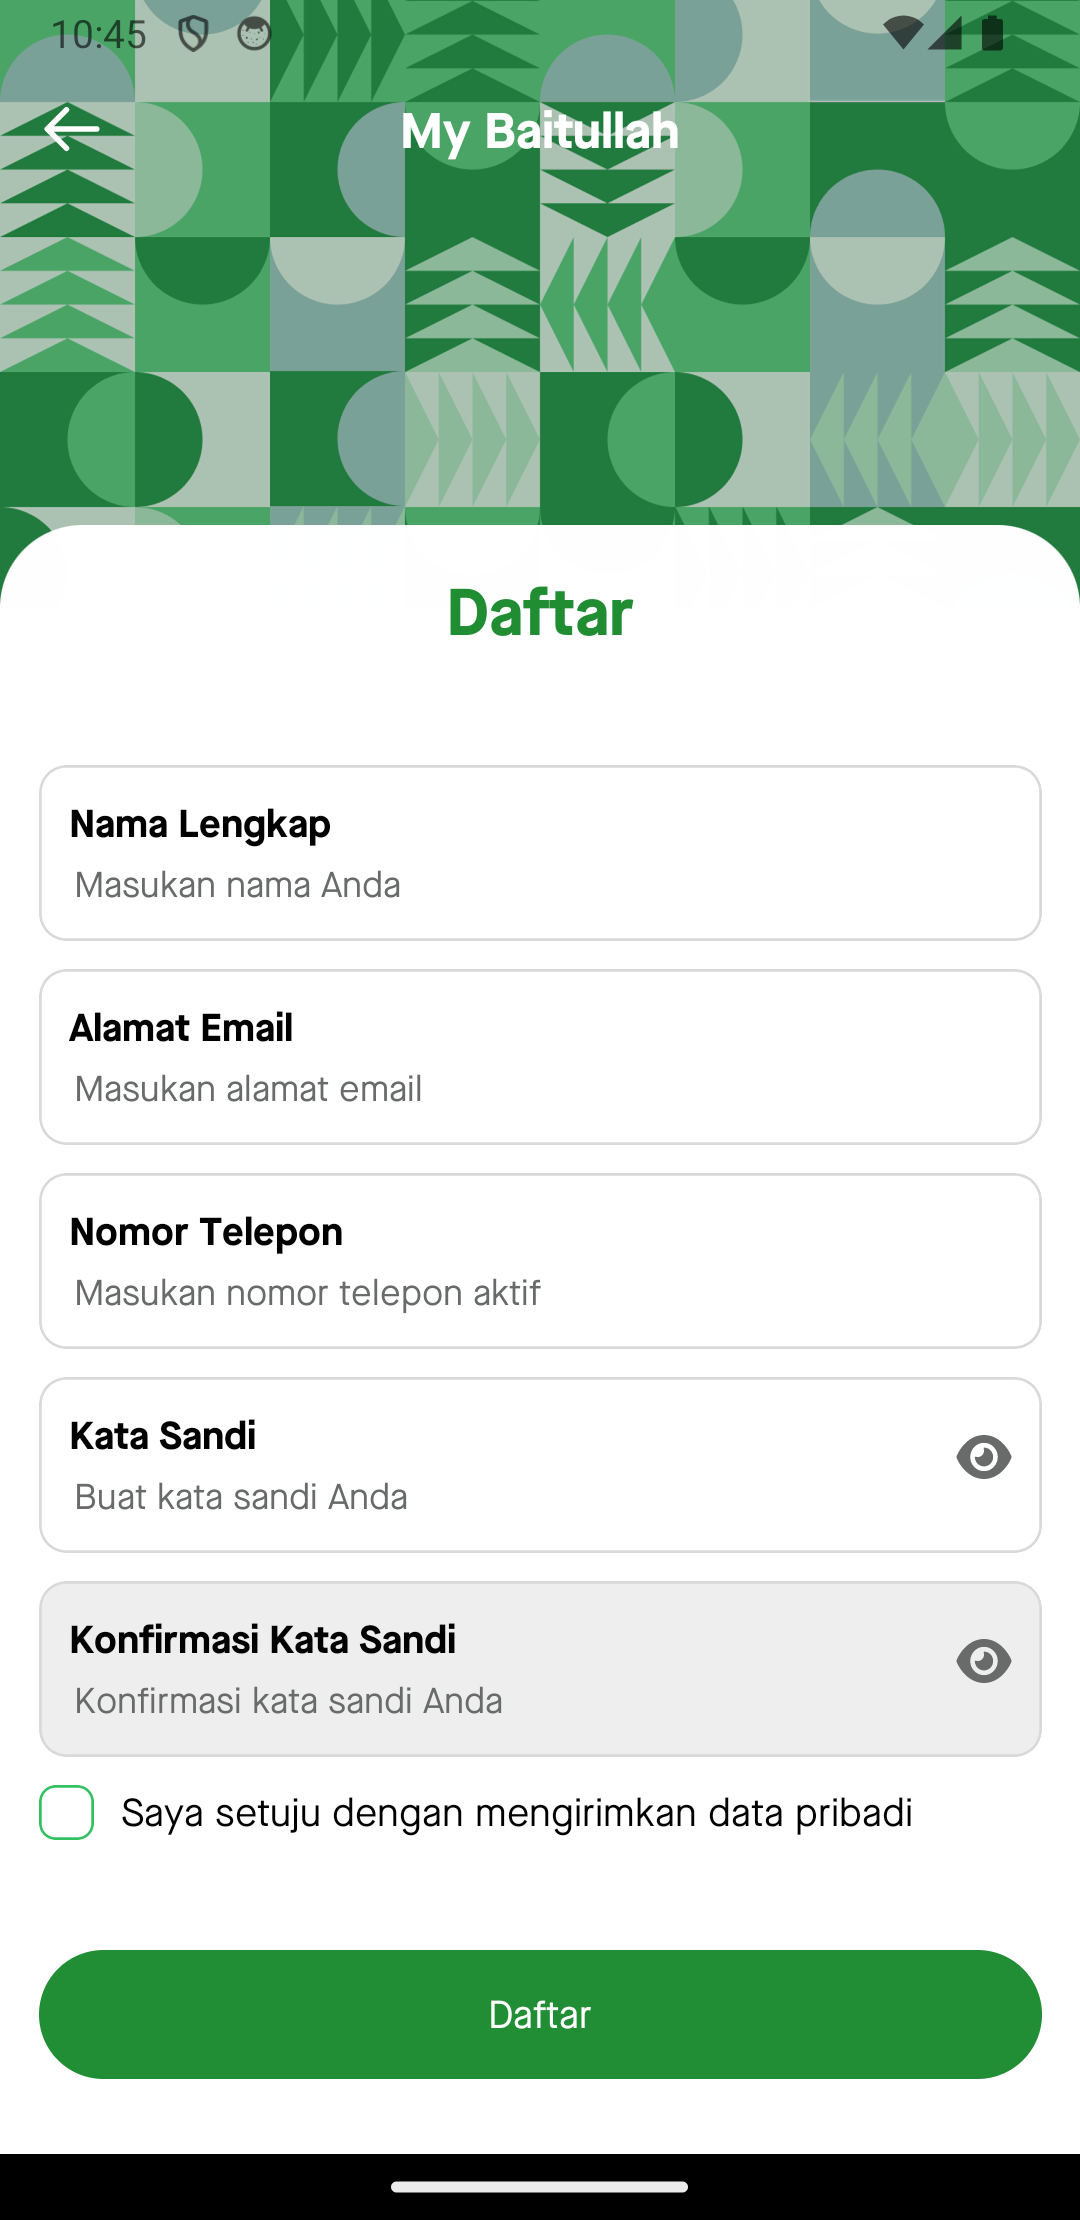 10:45
My Baitullah
Daftar
Nama Lengkap
Masukan nama Anda
Alamat Email
Masukan alamat email
Nomor Telepon
Masukan nomor telepon aktif
Kata Sandi
Buat kata sandi Anda
Konfirmasi Kata Sandi
Konfirmasi kata sandi Anda
Saya setuju dengan mengirimkan data pribadi
Daftar